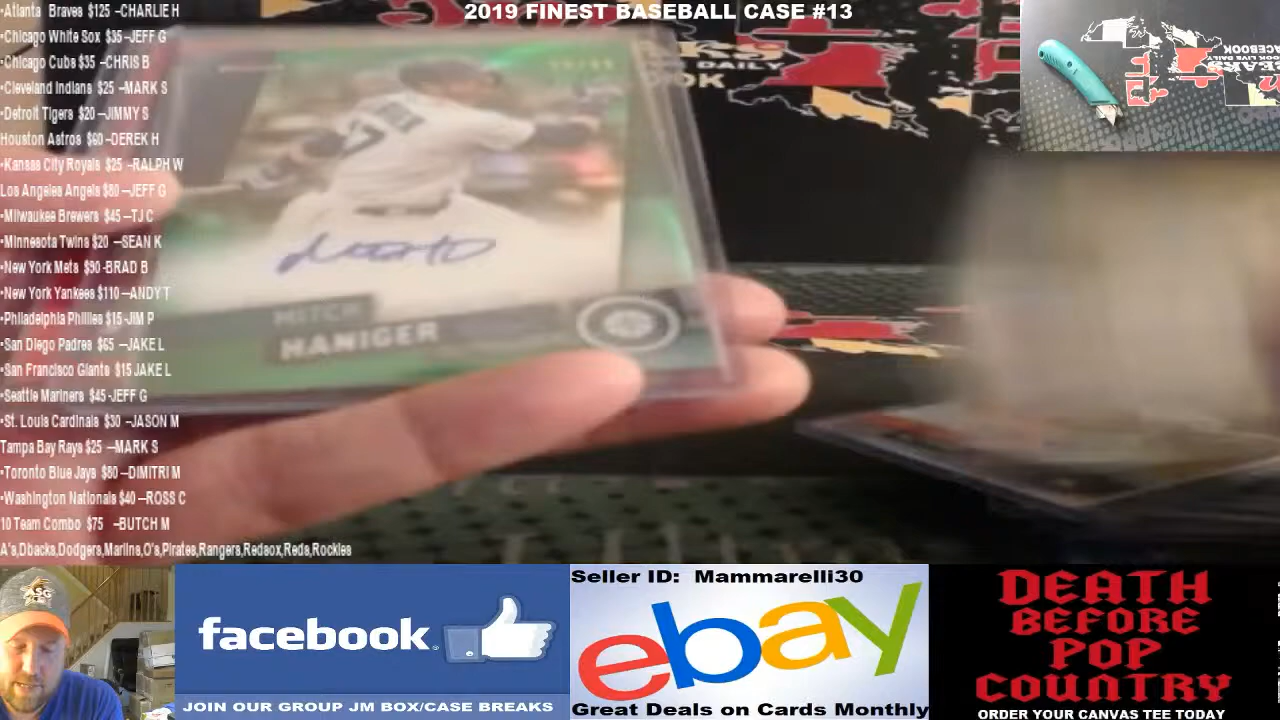 2019 FINEST BASEBALL CASE #13
•Atlanta Braves $125 -CHARLIE H
•Chicago White Sox $35 -JEFF G
•Chicago Cubs $35 -CHRIS B
•Cleveland Indians $25 -MARK S
•Detroit Tigers $20 -JIMMY S
Houston Astros $60 -DEREK H
•Kansas City Royals $25 -RALPH W
Los Angeles Angels $80 -JEFF G
•Milwaukee Brewers $45 -TJ C
•Minnesota Twins $20 -SEAN K
•New York Mets $90 -BRAD B
•New York Yankees $110 -ANDY T
•Philadelphia Phillies $15 -JIM P
•San Diego Padres $65 -JAKE L
•San Francisco Giants $15 JAKE L
•Seattle Mariners $45 -JEFF G
•St. Louis Cardinals $30 -JASON M
Tampa Bay Rays $25 -MARK S
•Toronto Blue Jays $80 -DIMITRI M
•Washington Nationals $40 -ROSS C
10 Team Combo $75 -BUTCH M
A's,Dbacks,Dodgers,Marlins,O's,Pirates,Rangers,Redsox,Reds,Rockies
MITCH
HANIGER
DAILY
OK
SG
facebook
JOIN OUR GROUP JM BOX/CASE BREAKS
Seller ID: Mammarelli30
ebay
Great Deals on Cards Monthly
DEATH
BEFORE
POP
COUNTRY
ORDER YOUR CANVAS TEE TODAY